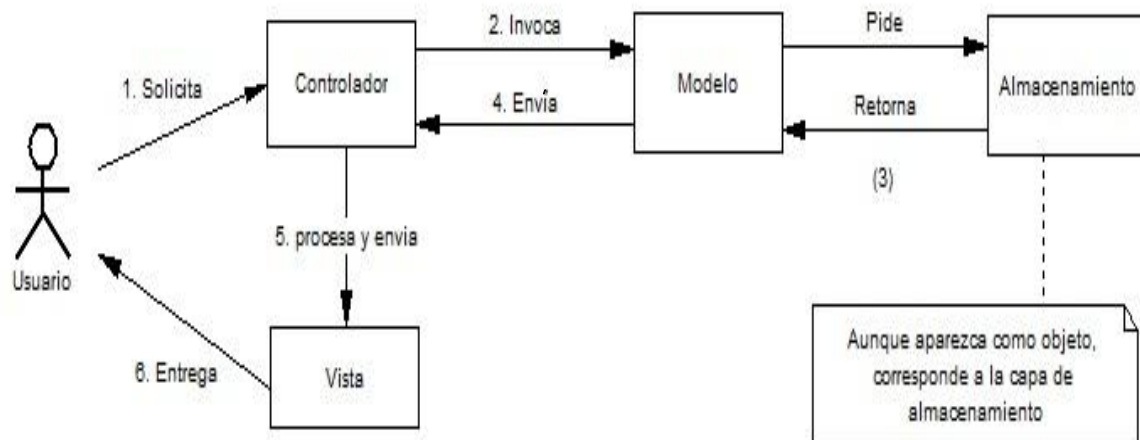 1. Solicita
Controlador
2. Invoca
4. Envía
Modelo
Pide
Retorna
(3)
Almacenamiento
Usuario
5. procesa y envia
6. Entrega
Vista
Aunque aparezca como objeto,
corresponde a la capa de
almacenamiento